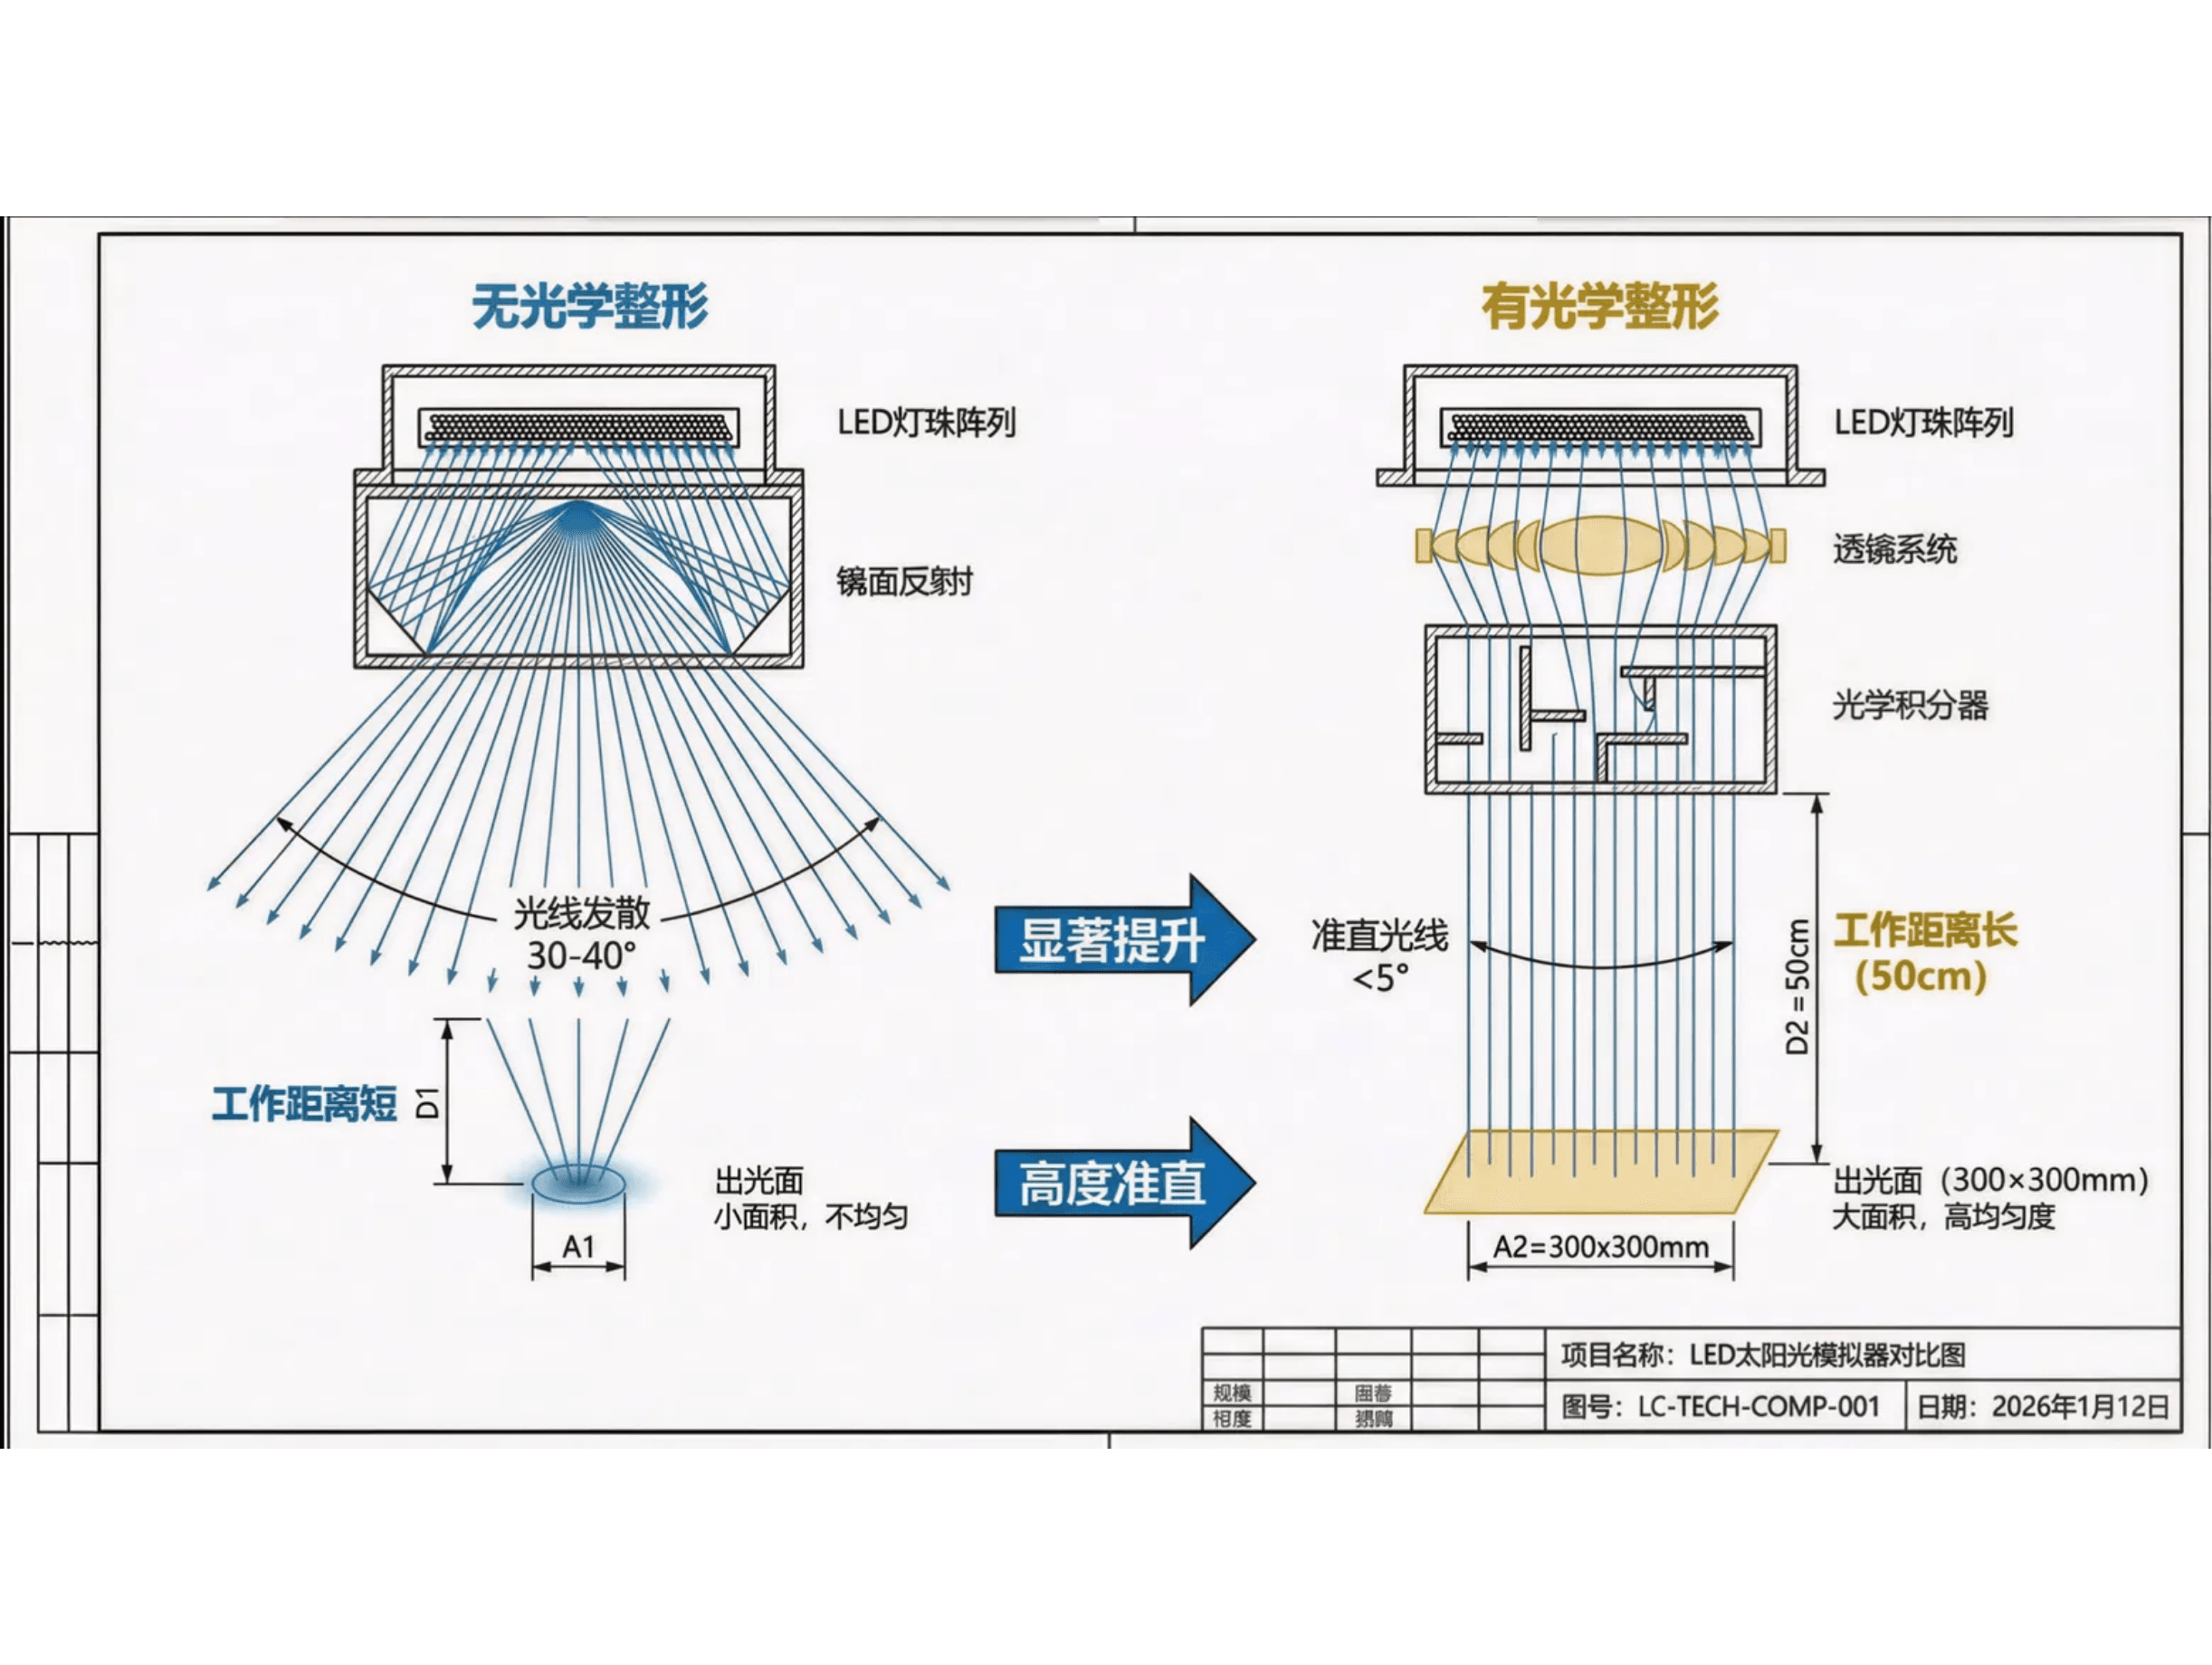 无光学整形
LED灯珠阵列
镜面反射
光线发散
30-40°
工作距离短
D1
出光面
小面积，不均匀
A1
显著提升
高度准直
有光学整形
LED灯珠阵列
透镜系统
光学积分器
准直光线
<5°
D2 = 50cm
工作距离长
(50cm)
出光面（300×300mm）
大面积，高均匀度
A2=300x300mm
项目名称：LED太阳光模拟器对比图
规模
相度
图号：LC-TECH-COMP-001
日期：2026年1月12日